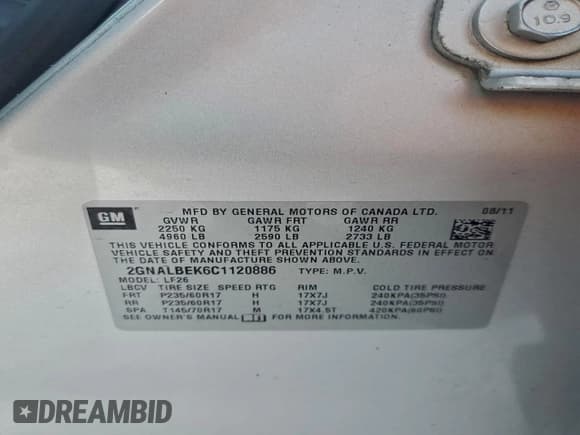 10.9
GM
MFD BY GENERAL MOTORS OF CANADA LTD. 08/11
GVWR GAWR FRT GAWR RR
2250 KG 1175 KG 1240 KG
4960 LB 2590 LB 2733 LB
THIS VEHICLE CONFORMS TO ALL APPLICABLE U.S. FEDERAL MOTOR
VEHICLE SAFETY AND THEFT PREVENTION STANDARDS IN EFFECT ON
THE DATE OF MANUFACTURE SHOWN ABOVE.
2GNALBEK6C1120886 TYPE: M.P.V.
MODEL: LF26
LBCV TIRE SIZE SPEED RTG RIM COLD TIRE PRESSURE
FRT P235/60R17 H 17X7J 240KPA(35PSI)
RR P235/60R17 H 17X7J 240KPA(35PSI)
SPA T145/70R17 M 17X4.5T 420KPA(60PSI)
SEE OWNER'S MANUAL FOR MORE INFORMATION.
DREAMBID